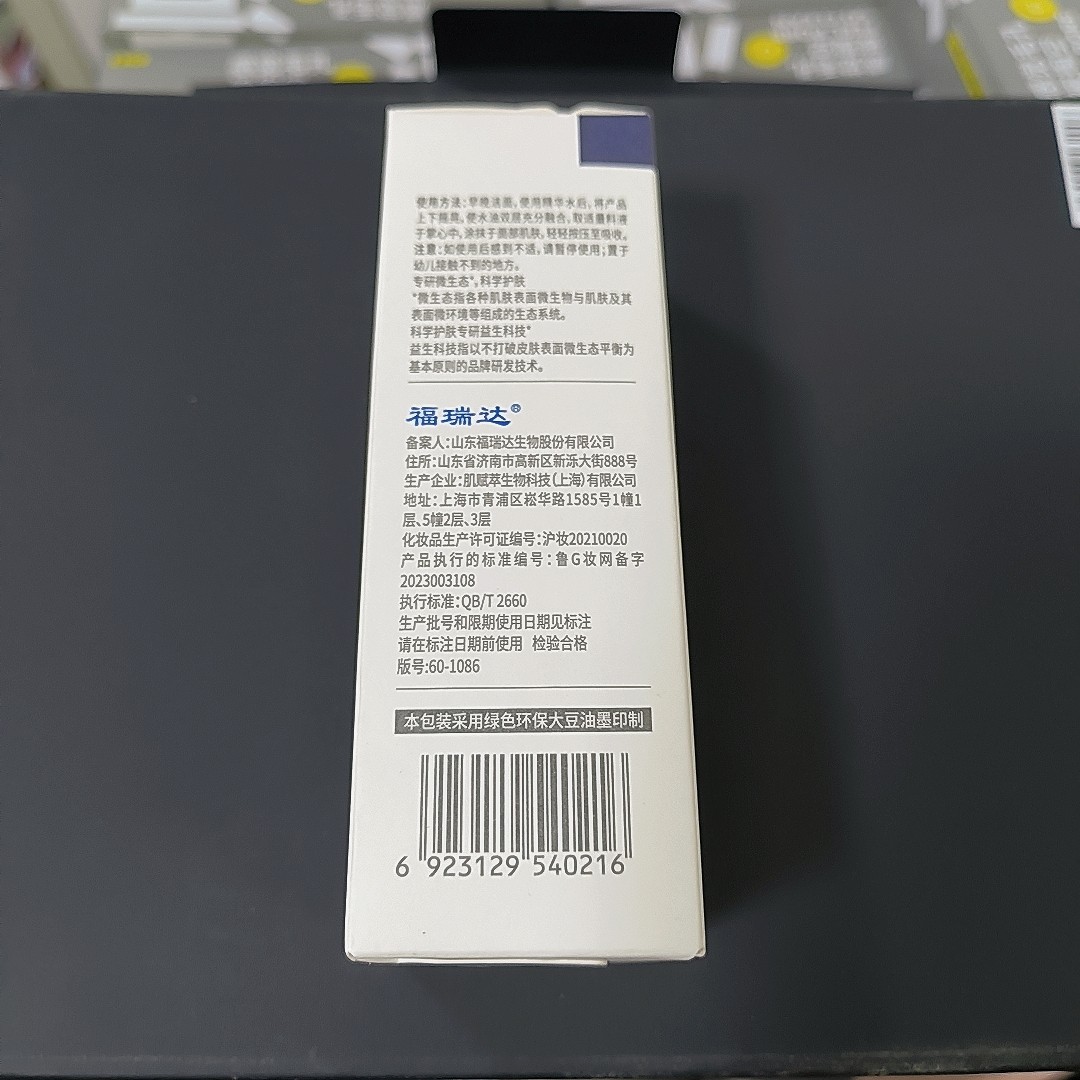 使用方法：早晚洁面，使用精华水后，将产品
上下摇晃，使水油双层充分融合，取适量料液
于掌心中，涂抹于面部肌肤，轻轻按压至吸收。
注意：如使用后感到不适，请暂停使用；置于
幼儿接触不到的地方。
专研微生态*，科学护肤
*微生态指各种肌肤表面微生物与肌肤及其
表面微环境等组成的生态系统。
科学护肤专研益生科技*
益生科技指以不打破皮肤表面微生态平衡为
基本原则的品牌研发技术。
福瑞达®
备案人：山东福瑞达生物股份有限公司
住所：山东省济南市高新区新泺大街888号
生产企业：肌赋萃生物科技（上海）有限公司
地址：上海市青浦区崧华路1585号1幢1
层、5幢2层、3层
化妆品生产许可证编号：沪妆20210020
产品执行的标准编号：鲁G妆网备字
2023003108
执行标准：QB/T 2660
生产批号和限期使用日期见标注
请在标注日期前使用 检验合格
版号：60-1086
本包装采用绿色环保大豆油墨印制
6 923129 540216